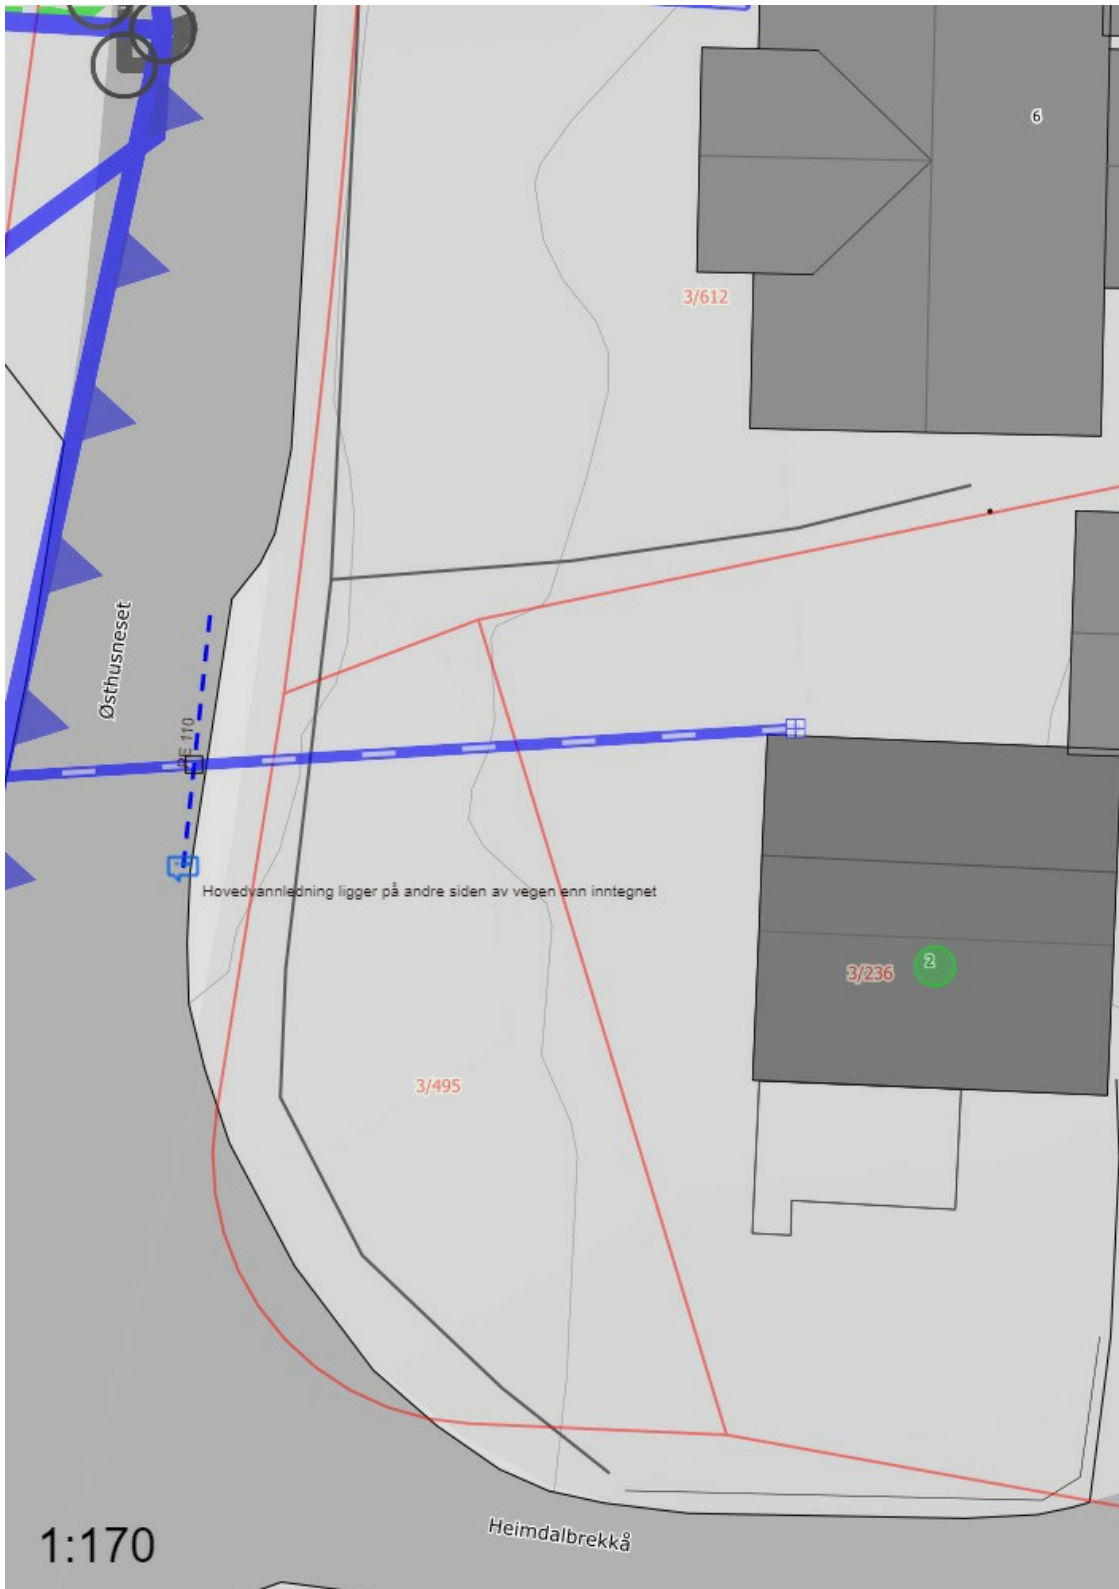 6
3/612
Østhusneset
PE 110
Hovedvannledning ligger på andre siden av vegen enn inntegnet
2
3/236
3/495
Heimdalbrekkå
1:170